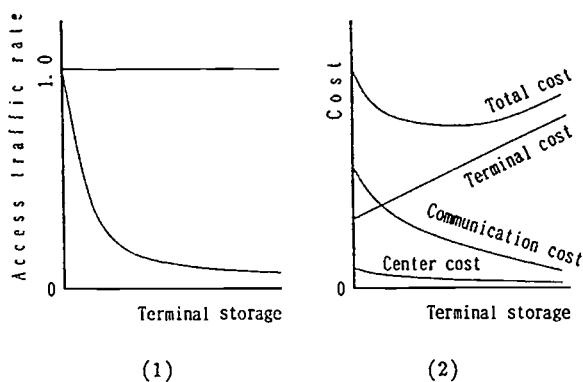 Access traffic rate
1.0
0
Terminal storage
(1)
Cost
Total cost
Terminal cost
Communication cost
Center cost
0
Terminal storage
(2)